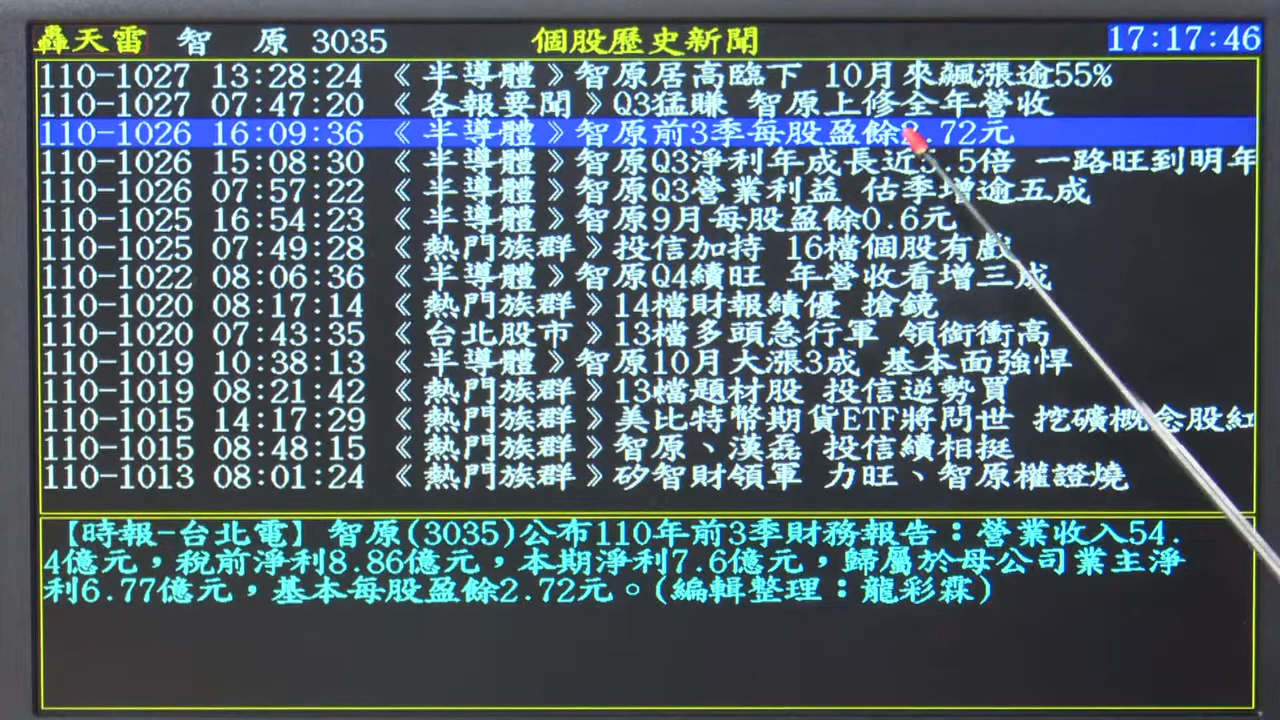 轟天雷 智 原 3035 個股歷史新聞 17:17:46
110-1027 13:28:24 《 半導體 》智原居高臨下 10月來飆漲逾55%
110-1027 07:47:20 《 各報要聞 》Q3猛賺 智原上修全年營收
110-1026 16:09:36 《 半導體 》智原前3季每股盈餘 .72元
110-1026 15:08:30 《 半導體 》智原Q3淨利年成長近3.5倍 一路旺到明年
110-1026 07:57:22 《 半導體 》智原Q3營業利益 估季增逾五成
110-1025 16:54:23 《 半導體 》智原9月每股盈餘0.6元
110-1025 07:49:28 《 熱門族群 》投信加持 16檔個股有戲
110-1022 08:06:36 《 半導體 》智原Q4續旺 年營收看增三成
110-1020 08:17:14 《 熱門族群 》14檔財報績優 搶鏡
110-1020 07:43:35 《 台北股市 》13檔多頭急行軍 領銜衝高
110-1019 10:38:13 《 半導體 》智原10月大漲3成 基本面強悍
110-1019 08:21:42 《 熱門族群 》13檔題材股 投信逆勢買
110-1015 14:17:29 《 熱門族群 》美比特幣期貨ETF將問世 挖礦概念股紅
110-1015 08:48:15 《 熱門族群 》智原、漢磊 投信續相挺
110-1013 08:01:24 《 熱門族群 》矽智財領軍 力旺、智原權證燒
【時報-台北電】智原(3035)公布110年前3季財務報告：營業收入54.
4億元，稅前淨利8.86億元，本期淨利7.6億元，歸屬於母公司業主淨
利6.77億元，基本每股盈餘2.72元。(編輯整理：龍彩霖)